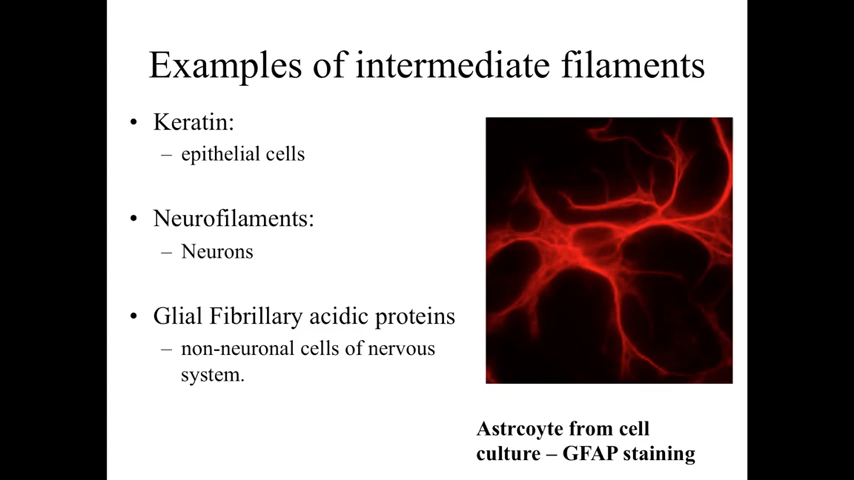 Examples of intermediate filaments
• Keratin:
– epithelial cells
• Neurofilaments:
– Neurons
• Glial Fibrillary acidic proteins
– non-neuronal cells of nervous
system.
Astrcoyte from cell
culture – GFAP staining